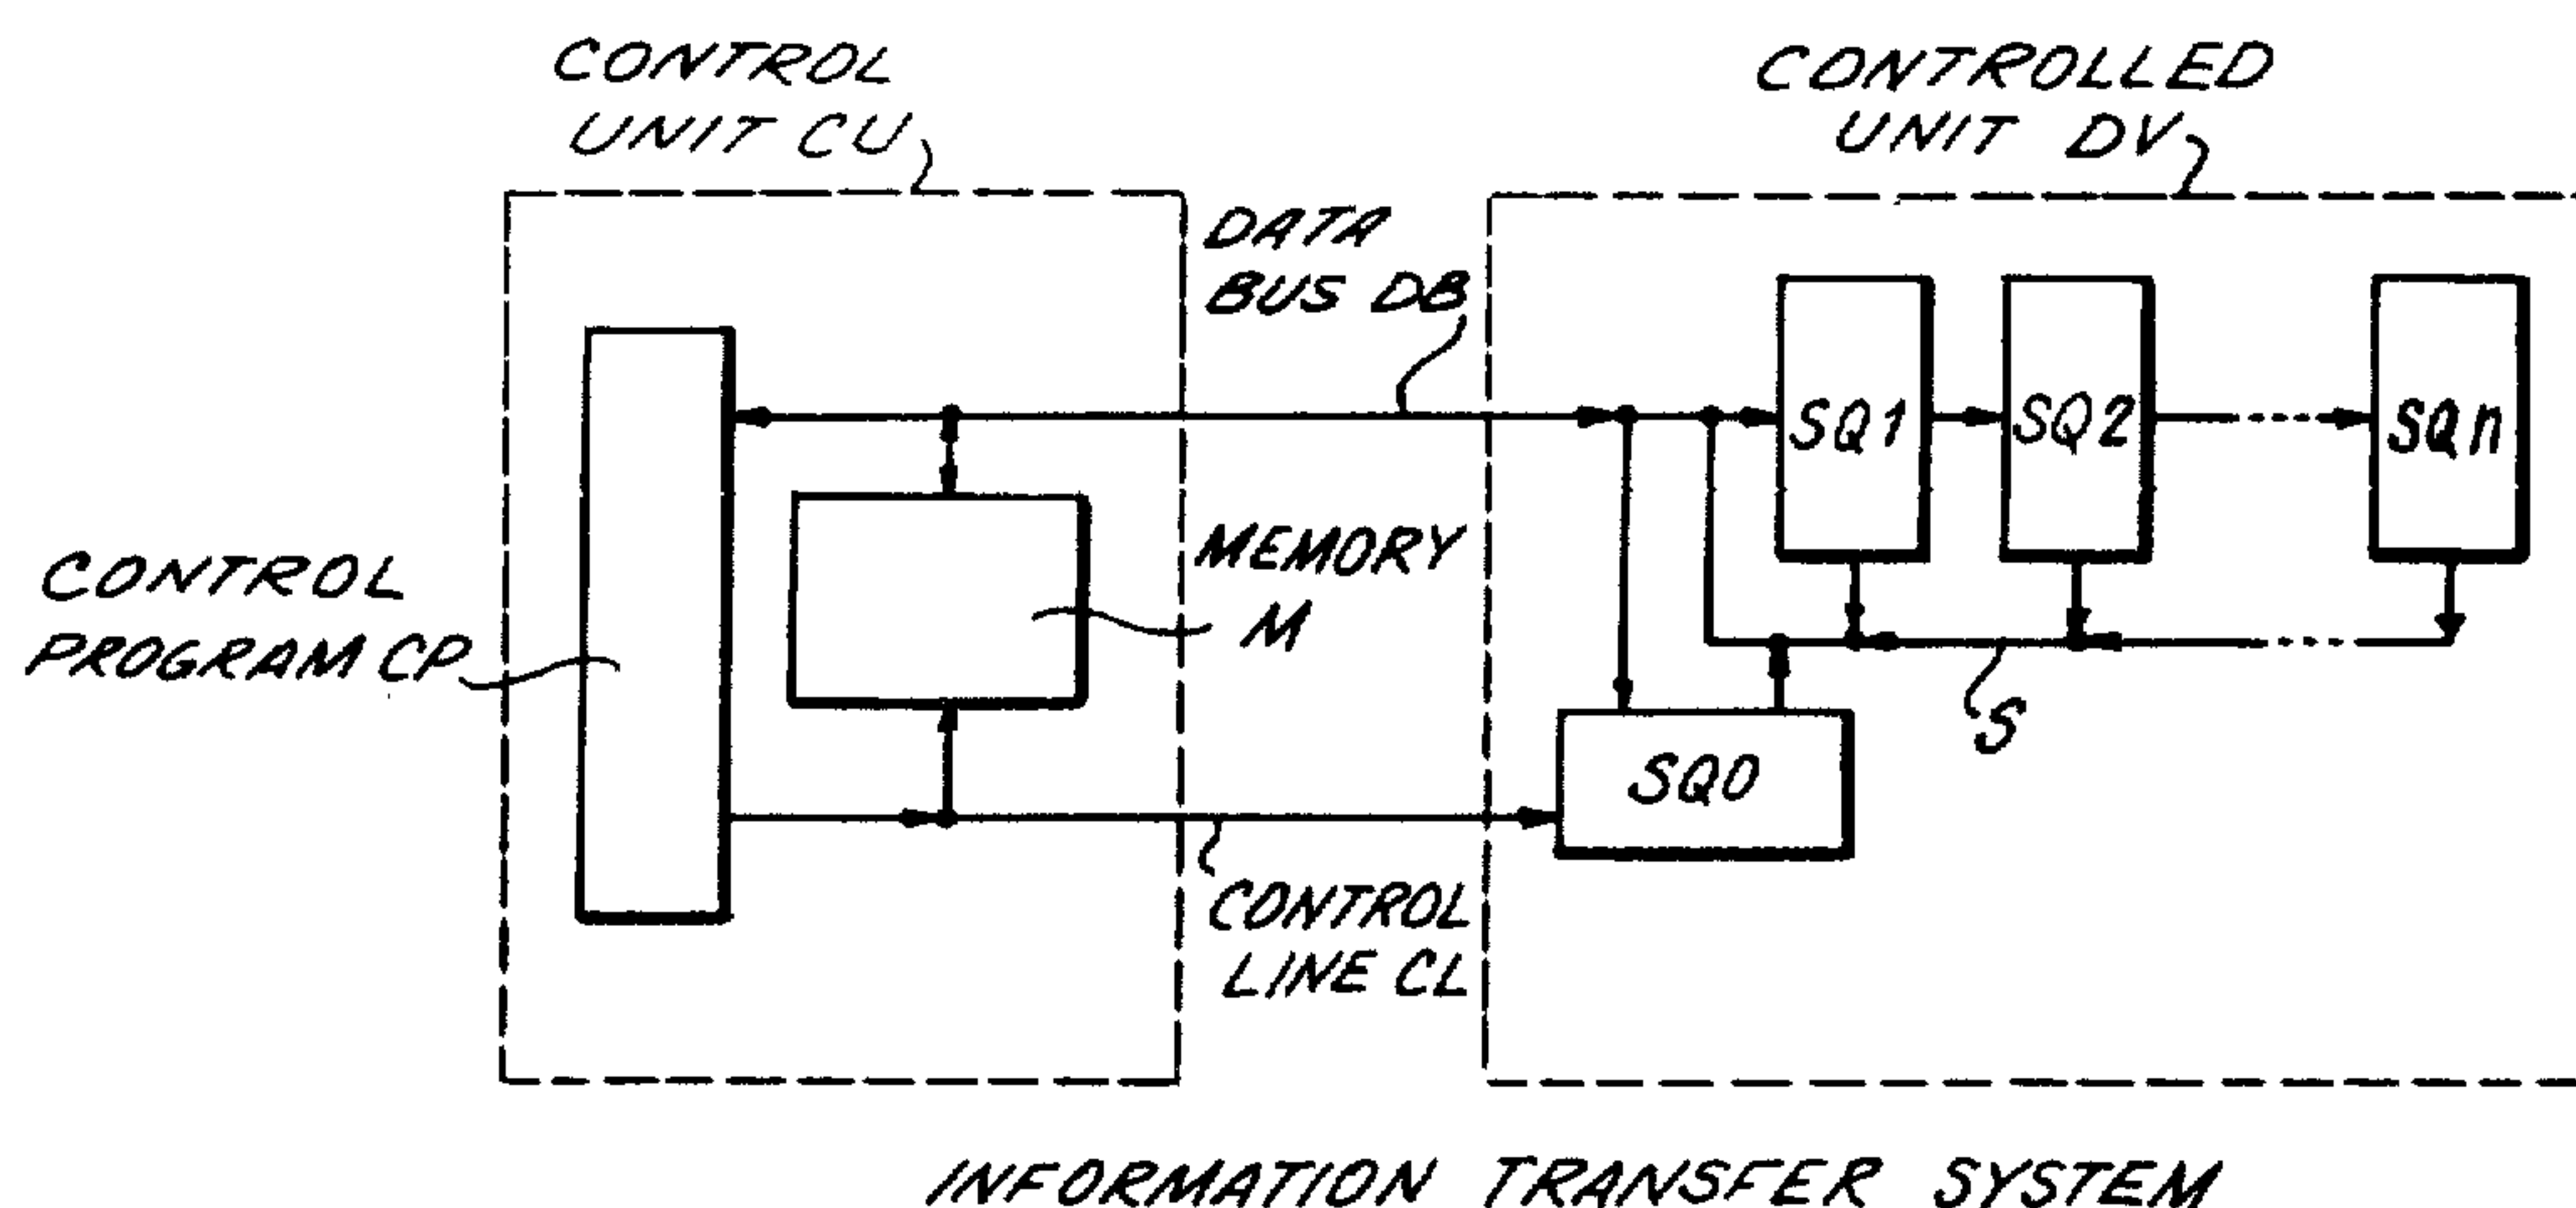 CONTROL
UNIT CU
CONTROLLED
UNIT DV
DATA
BUS DB
SQ1
SQ2
SQn
MEMORY
M
CONTROL
PROGRAM CP
S
SQ0
CONTROL
LINE CL
INFORMATION TRANSFER SYSTEM